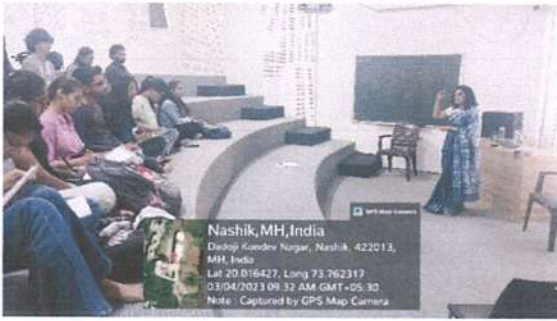 GPS Map Camera
Nashik,MH,India
Dadoji Kondev Nagar, Nashik, 422013,
MH, India
Lat 20.016427, Long 73.762317
03/04/2023 09:32 AM GMT+05:30
Note : Captured by GPS Map Camera